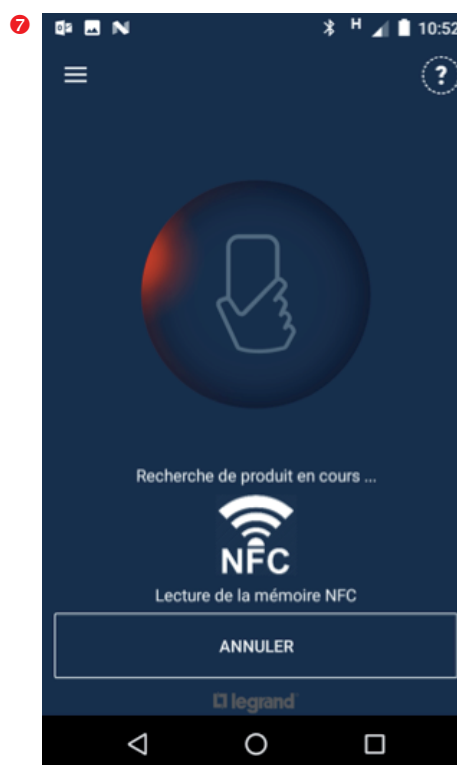 7
H 10:52
?
Recherche de produit en cours ...
NFC
Lecture de la mémoire NFC
ANNULER
legrand